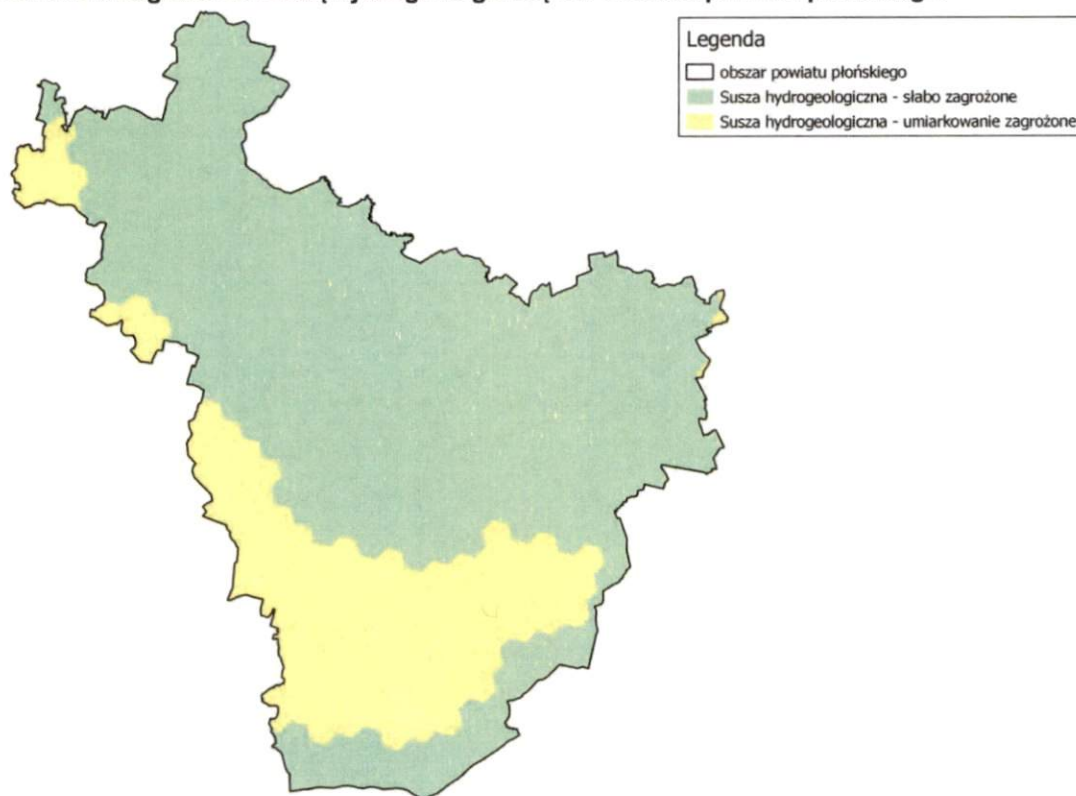 Legenda
obszar powiatu płońskiego
Susza hydrogeologiczna - słabo zagrożone
Susza hydrogeologiczna - umiarkowanie zagrożone